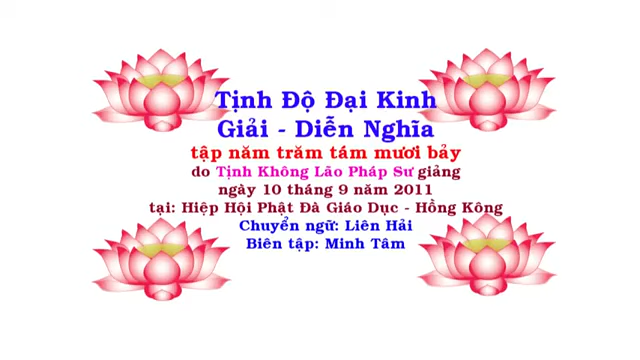 Tịnh Độ Đại Kinh
Giải - Diễn Nghĩa
tập năm trăm tám mươi bảy
do Tịnh Không Lão Pháp Sư giảng
ngày 10 tháng 9 năm 2011
tại: Hiệp Hội Phật Đà Giáo Dục - Hồng Kông
Chuyển ngữ: Liên Hải
Biên tập: Minh Tâm